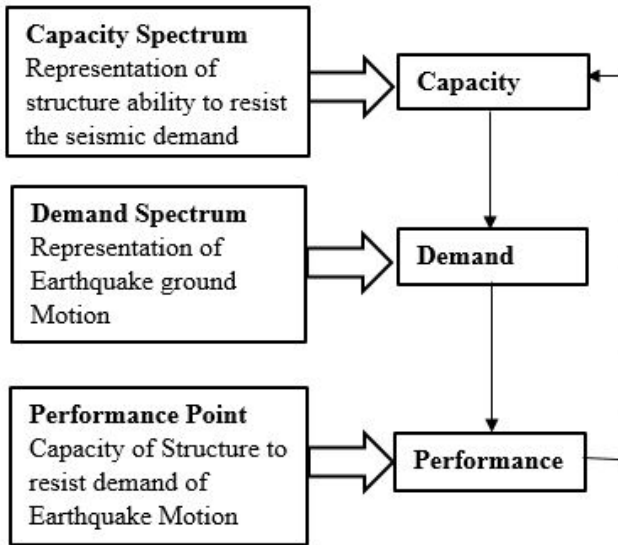 Capacity Spectrum
Representation of
structure ability to resist
the seismic demand
Capacity
Demand Spectrum
Representation of
Earthquake ground
Motion
Demand
Performance Point
Capacity of Structure to
resist demand of
Earthquake Motion
Performance